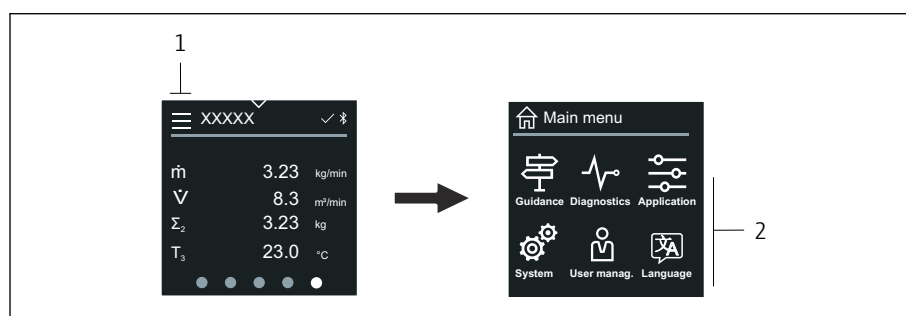 1
XXXXX
ṁ 3.23 kg/min
V̇ 8.3 m³/min
Σ₂ 3.23 kg
T₃ 23.0 °C
Main menu
Guidance Diagnostics Application
System User manag. Language
2